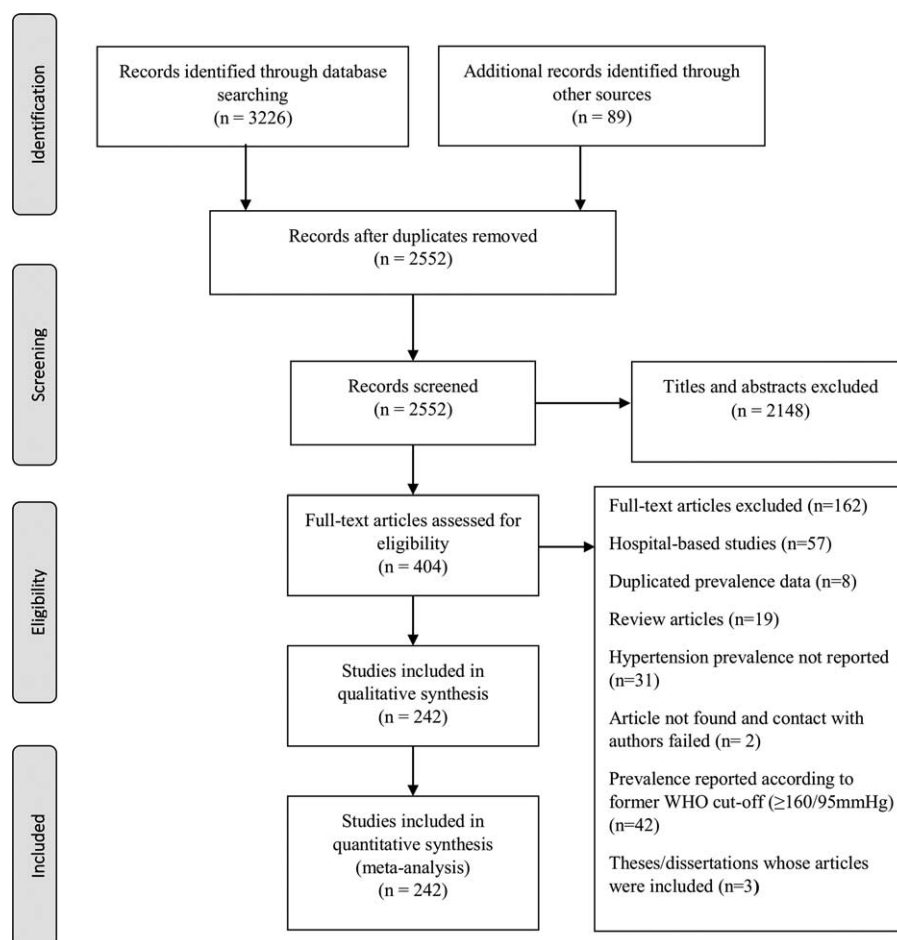 Identification
Records identified through database
searching
(n = 3226)
Additional records identified through
other sources
(n = 89)
Records after duplicates removed
(n = 2552)
Screening
Records screened
(n = 2552)
Titles and abstracts excluded
(n = 2148)
Eligibility
Full-text articles assessed for
eligibility
(n = 404)
Full-text articles excluded (n=162)
Hospital-based studies (n=57)
Duplicated prevalence data (n=8)
Review articles (n=19)
Hypertension prevalence not reported
(n=31)
Article not found and contact with
authors failed (n= 2)
Prevalence reported according to
former WHO cut-off (≥160/95mmHg)
(n=42)
Theses/dissertations whose articles
were included (n=3)
Studies included in
qualitative synthesis
(n = 242)
Included
Studies included in
quantitative synthesis
(meta-analysis)
(n = 242)